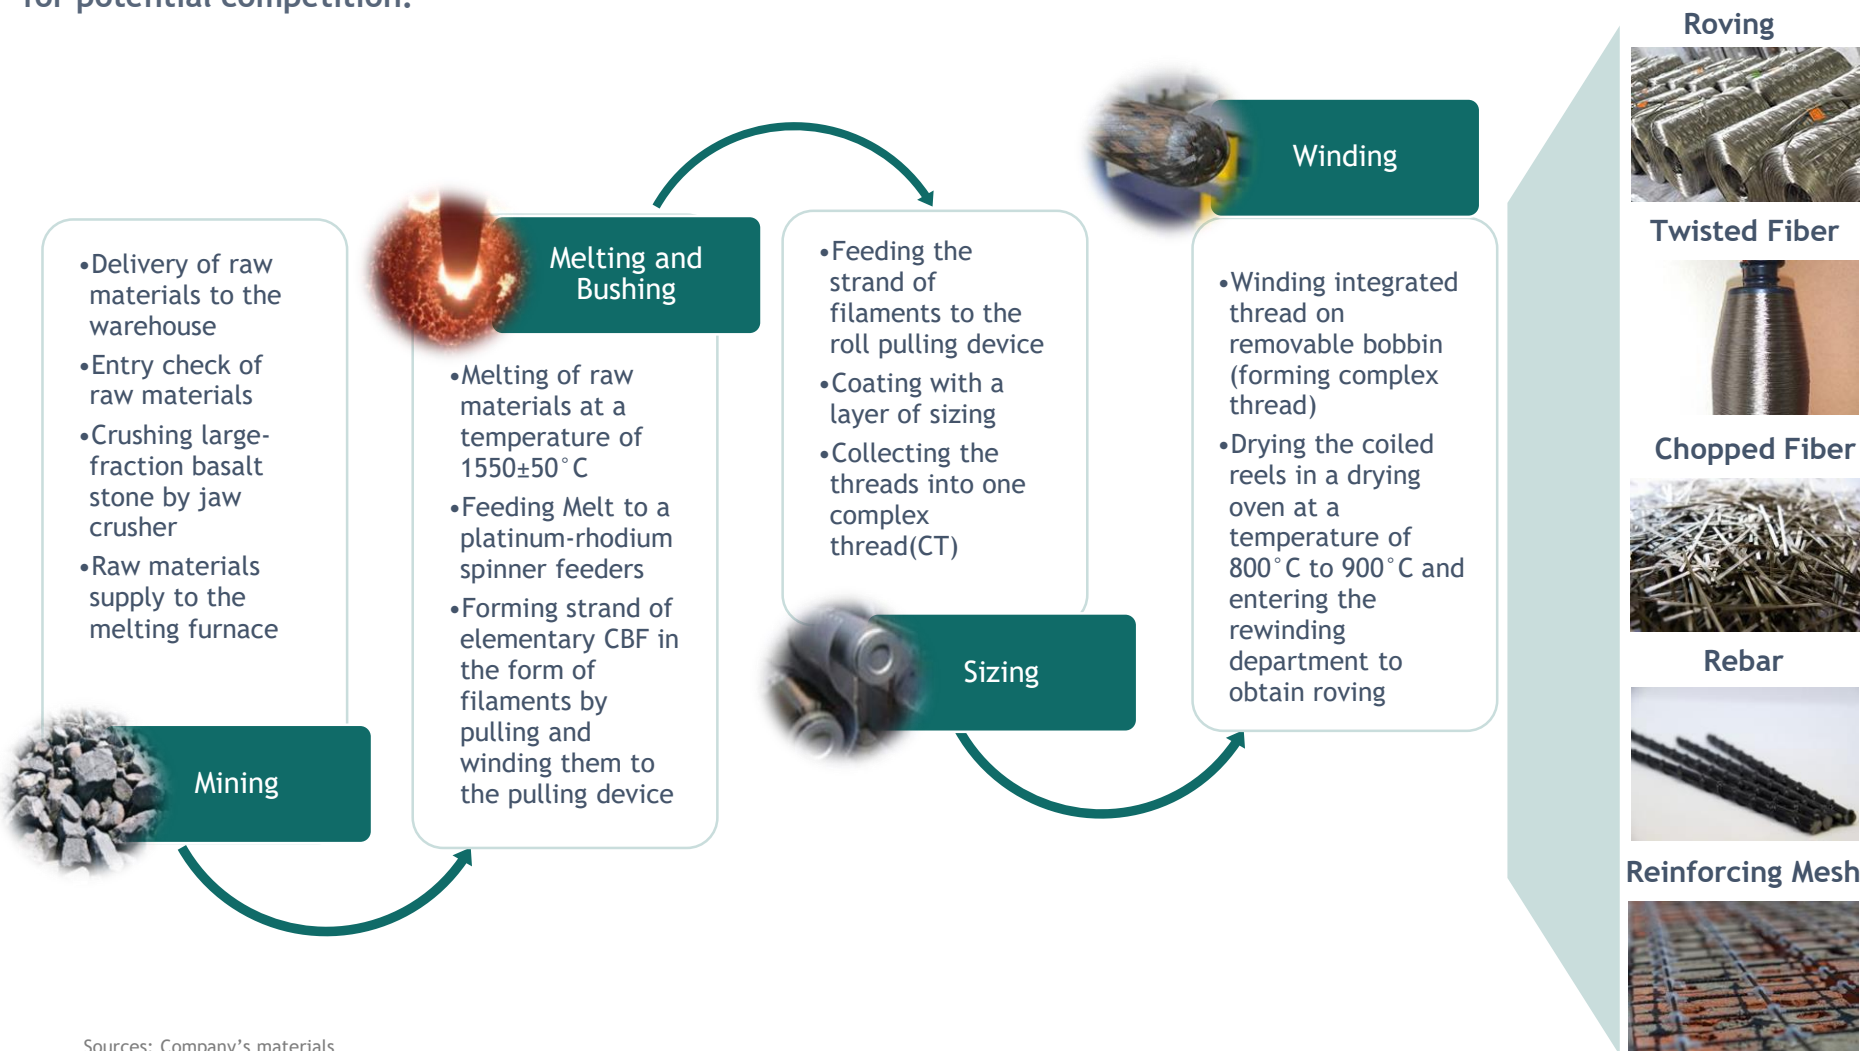 for potential competition.
•Delivery of raw
materials to the
warehouse
•Entry check of
raw materials
•Crushing large-
fraction basalt
stone by jaw
crusher
•Raw materials
supply to the
melting furnace
Mining
Melting and
Bushing
•Melting of raw
materials at a
temperature of
1550±50°C
•Feeding Melt to a
platinum-rhodium
spinner feeders
•Forming strand of
elementary CBF in
the form of
filaments by
pulling and
winding them to
the pulling device
•Feeding the
strand of
filaments to the
roll pulling device
•Coating with a
layer of sizing
•Collecting the
threads into one
complex
thread(CT)
Sizing
Winding
•Winding integrated
thread on
removable bobbin
(forming complex
thread)
•Drying the coiled
reels in a drying
oven at a
temperature of
800°C to 900°C and
entering the
rewinding
department to
obtain roving
Roving
Twisted Fiber
Chopped Fiber
Rebar
Reinforcing Mesh
Sources: Company's materials